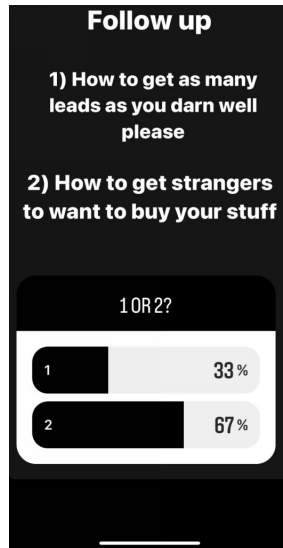 Follow up
1) How to get as many
leads as you darn well
please
2) How to get strangers
to want to buy your stuff
1 OR 2?
1 33%
2 67%